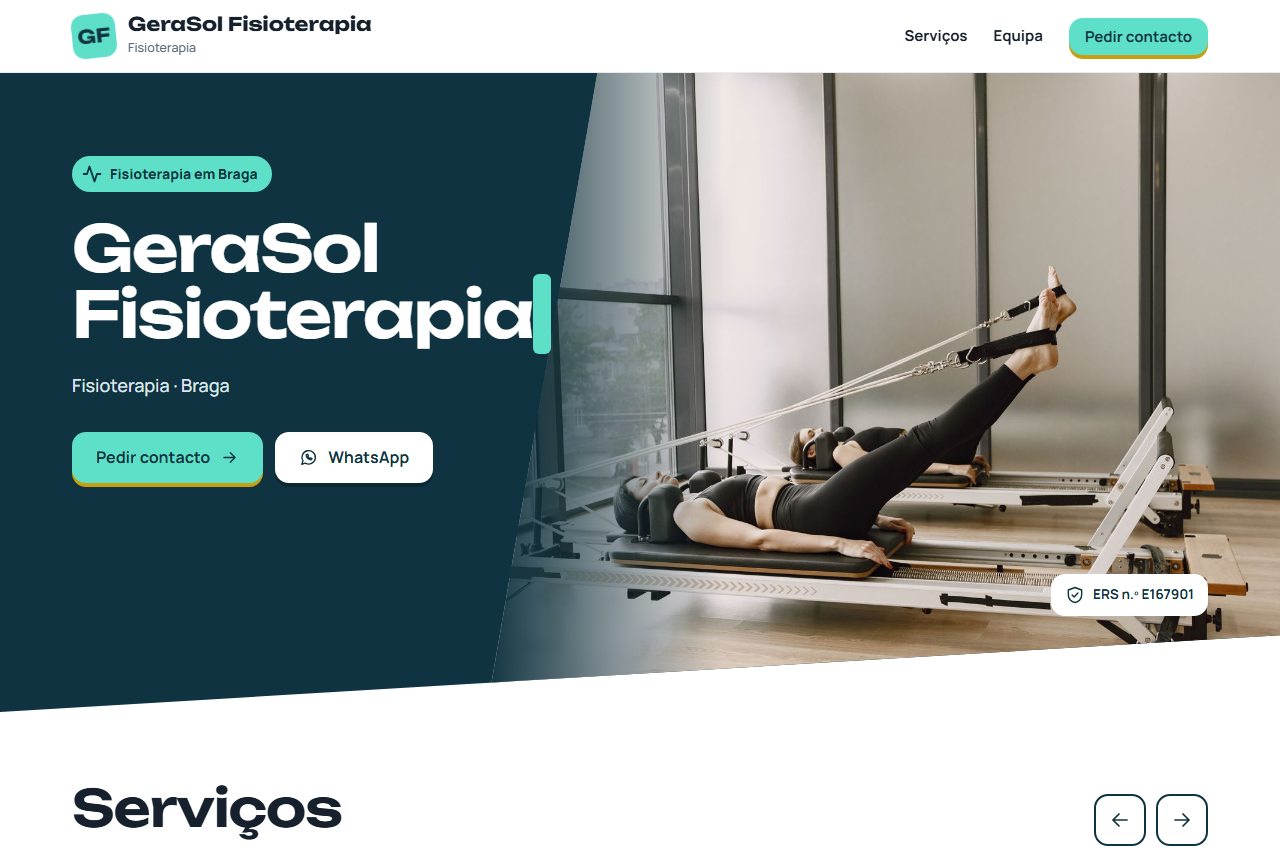 GF
GeraSol Fisioterapia
Fisioterapia
Serviços
Equipa
Pedir contacto
Fisioterapia em Braga
GeraSol
Fisioterapia
Fisioterapia · Braga
Pedir contacto
WhatsApp
ERS n.º E167901
Serviços